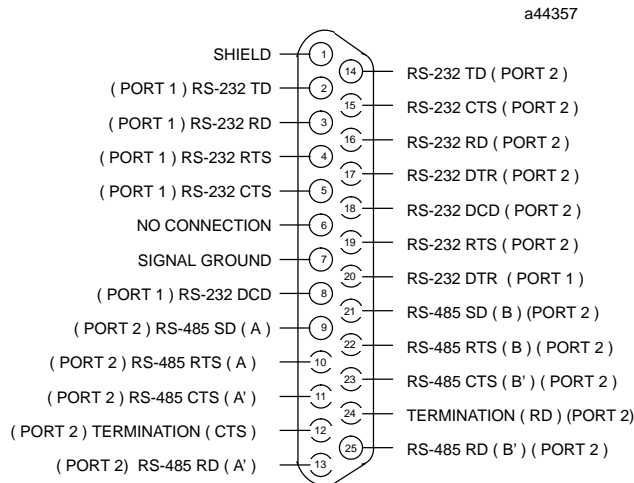 a44357
SHIELD
1
( PORT 1 ) RS-232 TD
2
( PORT 1 ) RS-232 RD
3
( PORT 1 ) RS-232 RTS
4
( PORT 1 ) RS-232 CTS
5
NO CONNECTION
6
SIGNAL GROUND
7
( PORT 1 ) RS-232 DCD
8
( PORT 2 ) RS-485 SD ( A )
9
( PORT 2 ) RS-485 RTS ( A )
10
( PORT 2 ) RS-485 CTS ( A' )
11
( PORT 2 ) TERMINATION ( CTS )
12
( PORT 2) RS-485 RD ( A' )
13
14
RS-232 TD ( PORT 2 )
15
RS-232 CTS ( PORT 2 )
16
RS-232 RD ( PORT 2 )
17
RS-232 DTR ( PORT 2 )
18
RS-232 DCD ( PORT 2 )
19
RS-232 RTS ( PORT 2 )
20
RS-232 DTR ( PORT 1 )
21
RS-485 SD ( B ) (PORT 2 )
22
RS-485 RTS ( B ) ( PORT 2 )
23
RS-485 CTS ( B' ) ( PORT 2 )
24
TERMINATION ( RD ) (PORT 2)
25
RS-485 RD ( B' ) ( PORT 2 )